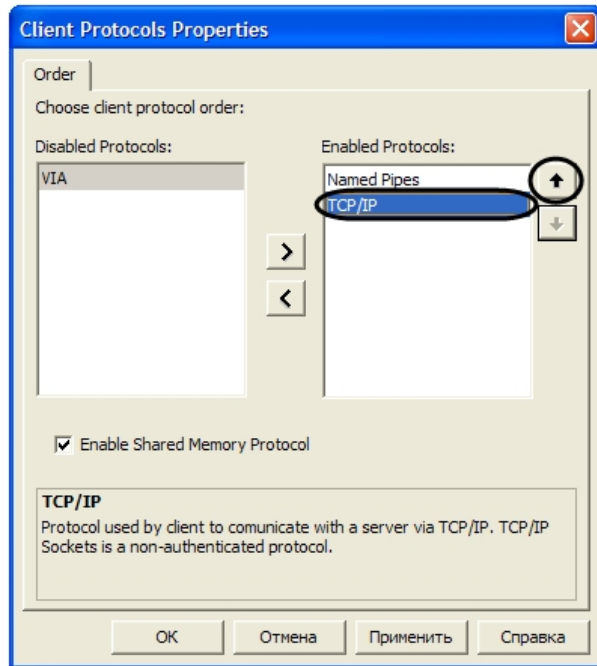 Client Protocols Properties
Order
Choose client protocol order:
Disabled Protocols:
Enabled Protocols:
VIA
Named Pipes
TCP/IP
Enable Shared Memory Protocol
TCP/IP
Protocol used by client to comunicate with a server via TCP/IP. TCP/IP
Sockets is a non-authenticated protocol.
OK
Отмена
Применить
Справка